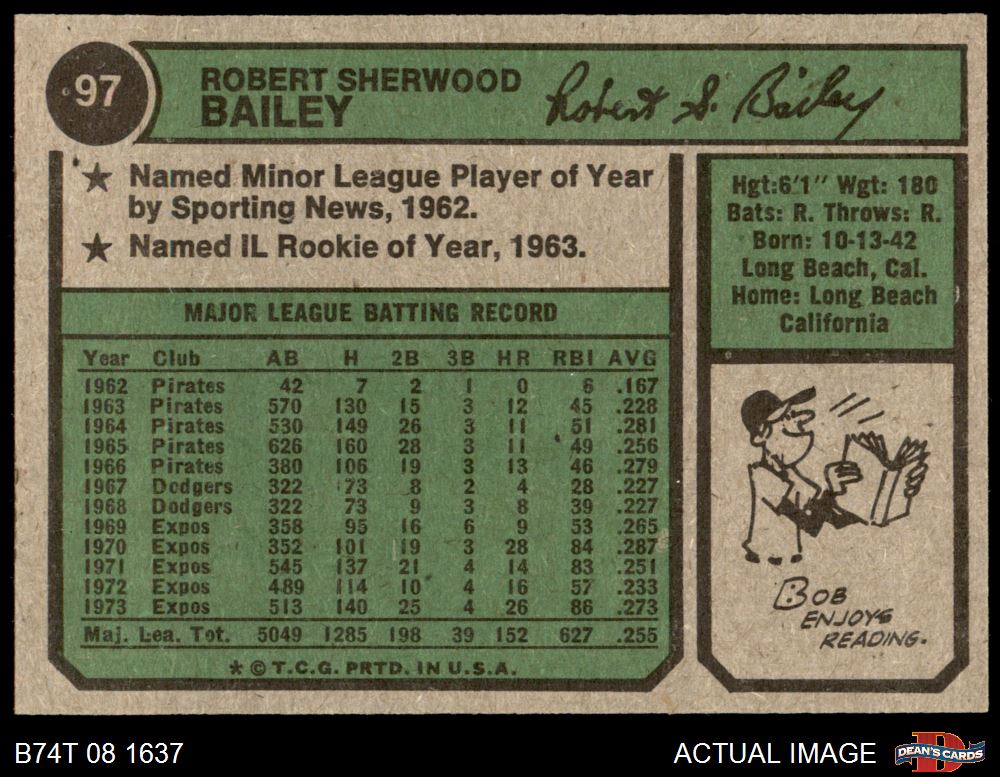 97
ROBERT SHERWOOD
BAILEY
Robert S. Bailey
★ Named Minor League Player of Year
by Sporting News, 1962.
★ Named IL Rookie of Year, 1963.
Hgt:6'1" Wgt: 180
Bats: R. Throws: R.
Born: 10-13-42
Long Beach, Cal.
Home: Long Beach
California
MAJOR LEAGUE BATTING RECORD
Year Club AB H 2B 3B HR RBI AVG
1962 Pirates 42 7 2 1 0 6 .167
1963 Pirates 570 130 15 3 12 45 .228
1964 Pirates 530 149 26 3 11 51 .281
1965 Pirates 626 160 28 3 11 49 .256
1966 Pirates 380 106 19 3 13 46 .279
1967 Dodgers 322 73 8 2 4 28 .227
1968 Dodgers 322 73 9 3 8 39 .227
1969 Expos 358 95 16 6 9 53 .265
1970 Expos 352 101 19 3 28 84 .287
1971 Expos 545 137 21 4 14 83 .251
1972 Expos 489 114 10 4 16 57 .233
1973 Expos 513 140 25 4 26 86 .273
Maj. Lea. Tot. 5049 1285 198 39 152 627 .255
★ © T.C.G. PRTD. IN U.S.A.
BOB
ENJOYS
READING.
B74T 08 1637
ACTUAL IMAGE
DEAN'S CARDS